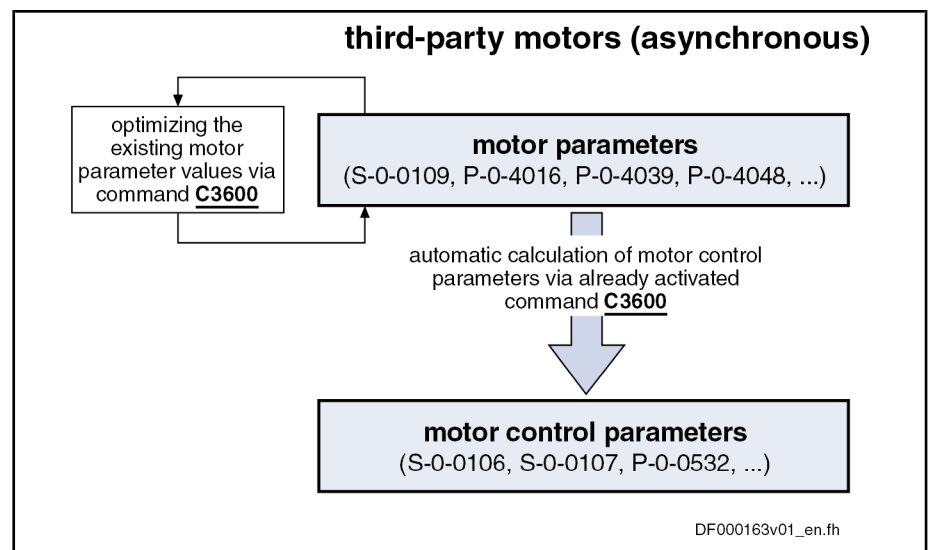 third-party motors (asynchronous)
optimizing the
existing motor
parameter values via
command C3600
motor parameters
(S-0-0109, P-0-4016, P-0-4039, P-0-4048, ...)
automatic calculation of motor control
parameters via already activated
command C3600
motor control parameters
(S-0-0106, S-0-0107, P-0-0532, ...)
DF000163v01_en.fh